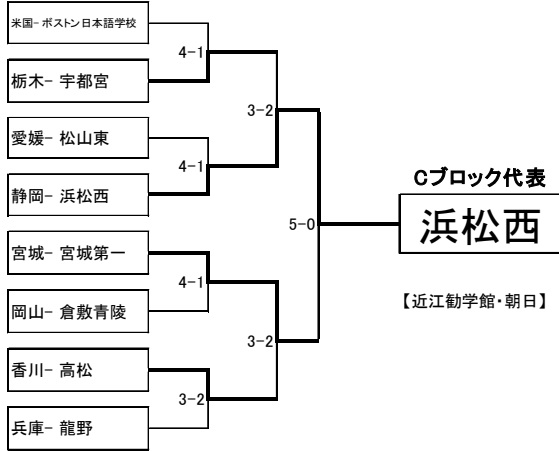 米国－ボストン日本語学校
4-1
栃木－ 宇都宮
3-2
愛媛－ 松山東
4-1
静岡－ 浜松西
5-0
Cブロック代表
浜松西
【近江勧学館・朝日】
宮城－ 宮城第一
4-1
岡山－ 倉敷青陵
3-2
香川－ 高松
3-2
兵庫－ 龍野